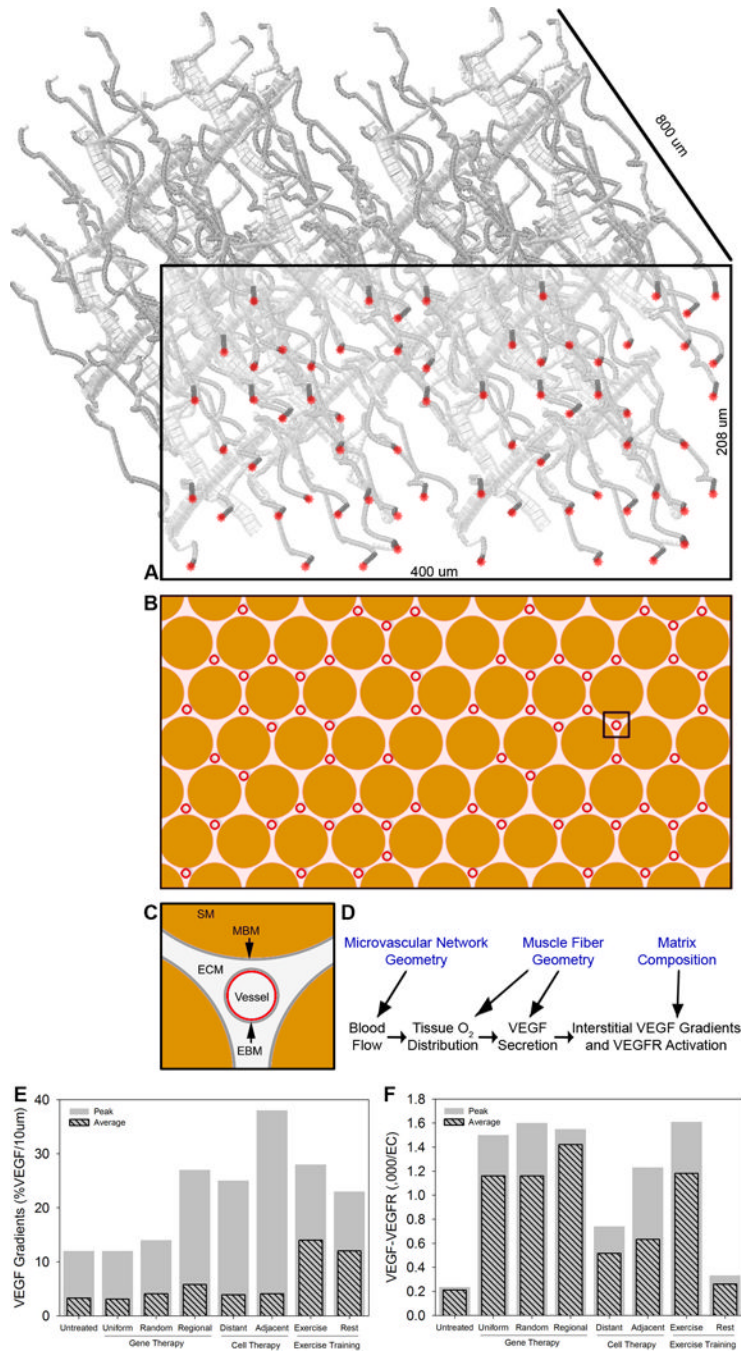 800 um
208 um
A
400 um
B
C
SM
MBM
ECM
Vessel
EBM
D
Microvascular Network
Geometry
Muscle Fiber
Geometry
Matrix
Composition
Blood
Flow
Tissue O2
Distribution
VEGF
Secretion
Interstitial VEGF Gradients
and VEGFR Activation
E
VEGF Gradients (%VEGF/10um)
40
30
20
10
0
Peak
Average
Untreated Uniform Random Regional Distant Adjacent Exercise Rest
Gene Therapy Cell Therapy Exercise Training
F
VEGF-VEGFR (,000/EC)
1.8
1.6
1.4
1.2
1.0
0.8
0.6
0.4
0.2
0.0
Peak
Average
Untreated Uniform Random Regional Distant Adjacent Exercise Rest
Gene Therapy Cell Therapy Exercise Training